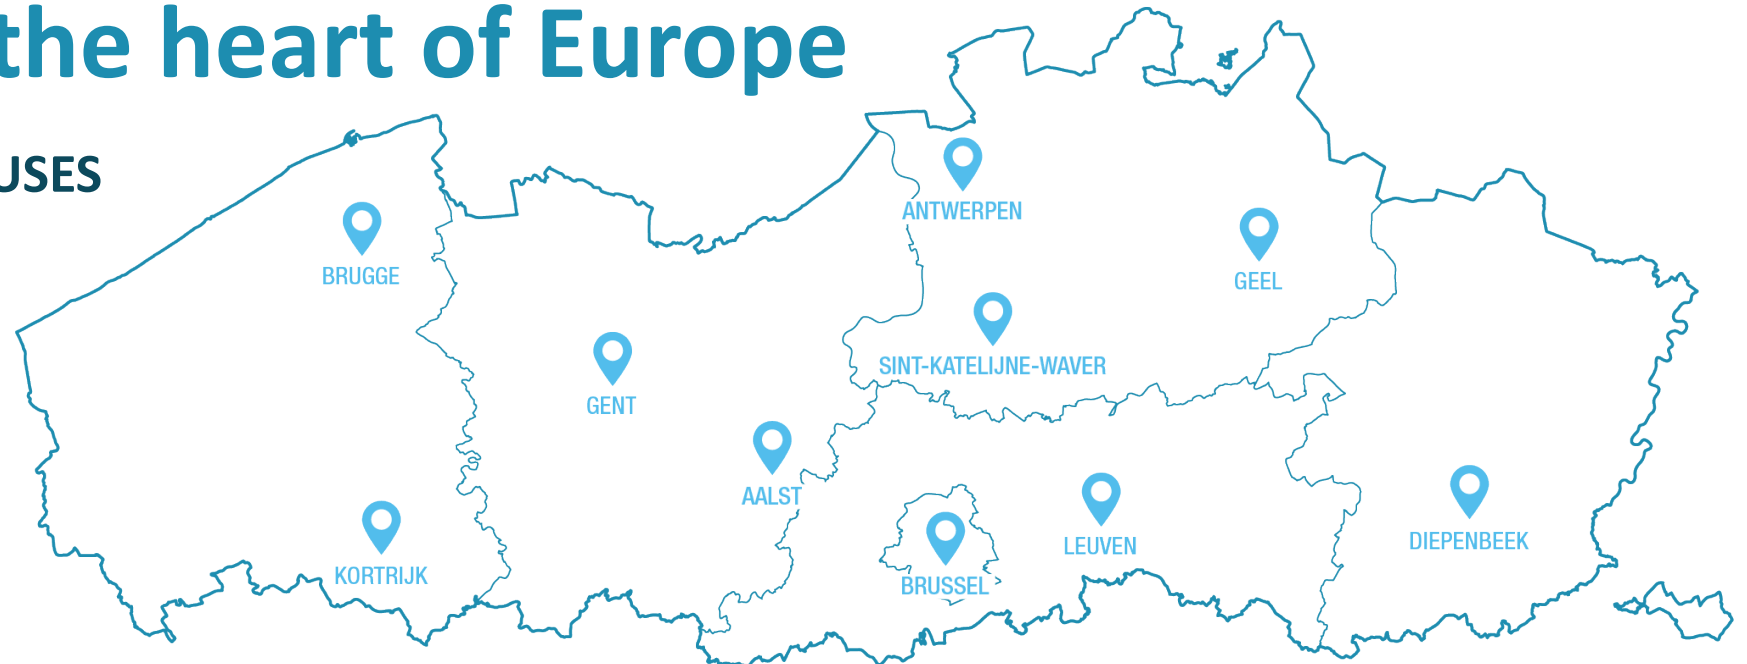 the heart of Europe
USES
ANTWERPEN
BRUGGE
GEEL
SINT-KATELIJNE-WAVER
GENT
AALST
LEUVEN
DIEPENBEEK
KORTRIJK
BRUSSEL